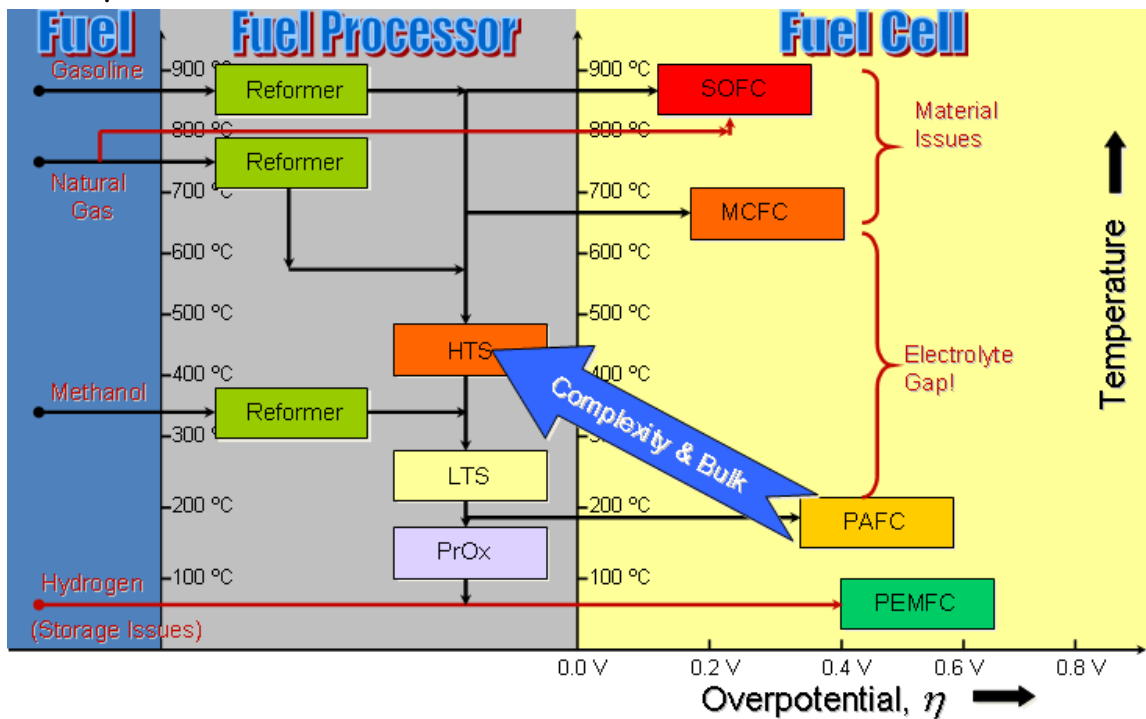 Fuel
Fuel Processor
Fuel Cell
Gasoline
Natural
Gas
Methanol
Hydrogen
(Storage Issues)
900 ºC
800 ºC
700 ºC
600 ºC
500 ºC
400 ºC
300 ºC
200 ºC
100 ºC
Reformer
Reformer
HTS
Reformer
LTS
PrOx
Complexity & Bulk
900 ºC
800 ºC
700 ºC
600 ºC
500 ºC
400 ºC
200 ºC
100 ºC
SOFC
MCFC
PAFC
PEMFC
Material
Issues
Electrolyte
Gap!
Temperature
0.0 V
0.2 V
0.4 V
0.6 V
0.8 V
Overpotential, η